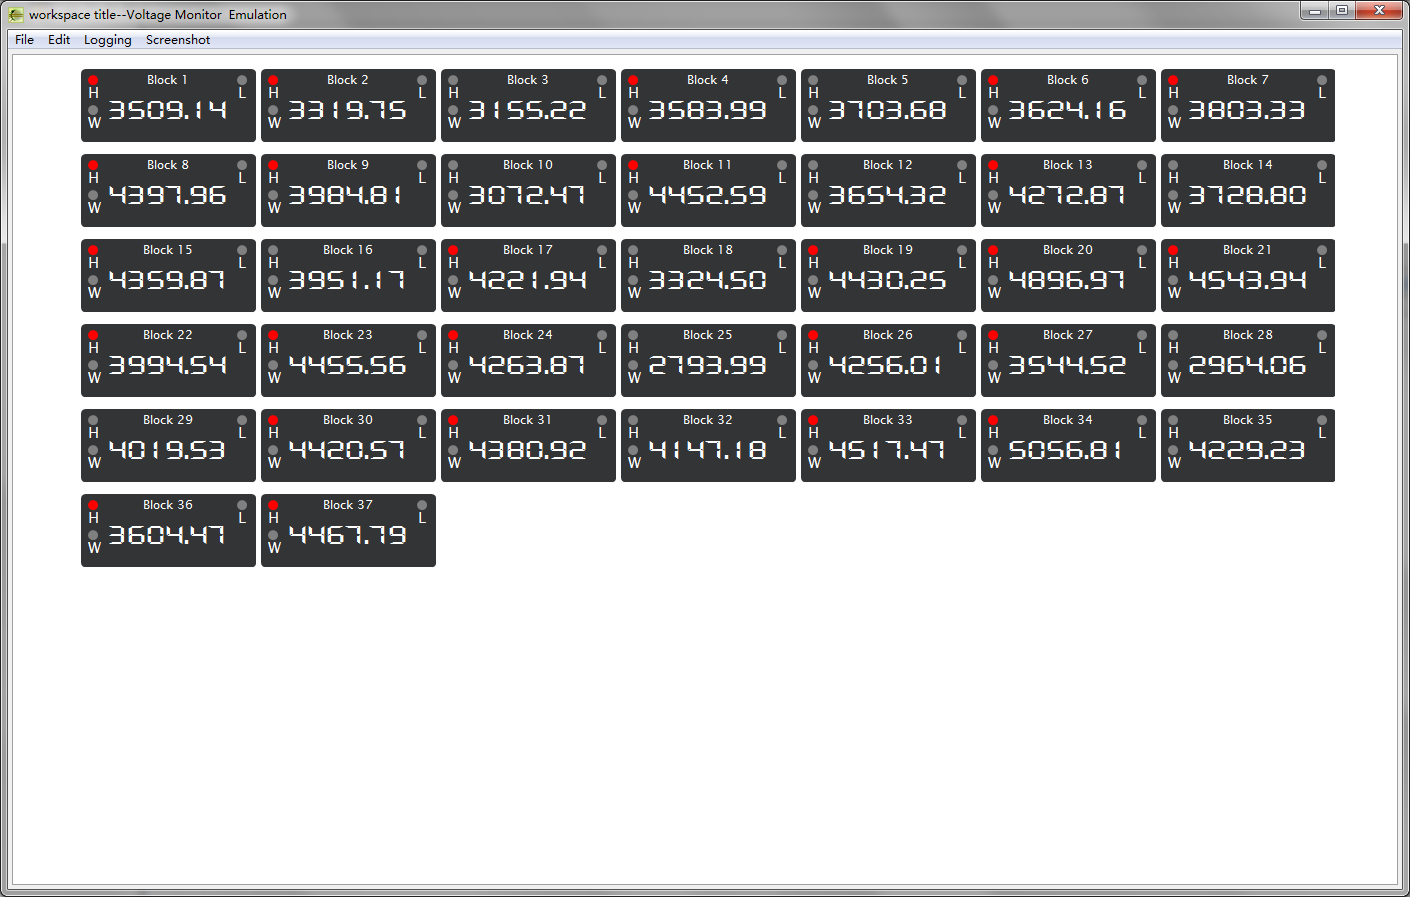 workspace title--Voltage Monitor  Emulation
File Edit Logging Screenshot
Block 1 Block 2 Block 3 Block 4 Block 5 Block 6 Block 7
H L H L H L H L H L H L H L
3509.14 3319.75 3155.22 3583.99 3703.68 3624.16 3803.33
W W W W W W W
Block 8 Block 9 Block 10 Block 11 Block 12 Block 13 Block 14
H L H L H L H L H L H L H L
4397.96 3984.81 3072.47 4452.59 3654.32 4272.87 3728.80
W W W W W W W
Block 15 Block 16 Block 17 Block 18 Block 19 Block 20 Block 21
H L H L H L H L H L H L H L
4359.87 3951.17 4221.94 3324.50 4430.25 4896.97 4543.94
W W W W W W W
Block 22 Block 23 Block 24 Block 25 Block 26 Block 27 Block 28
H L H L H L H L H L H L H L
3994.54 4455.56 4263.87 2793.99 4256.01 3544.52 2964.06
W W W W W W W
Block 29 Block 30 Block 31 Block 32 Block 33 Block 34 Block 35
H L H L H L H L H L H L H L
4019.53 4420.57 4380.92 4147.18 4517.47 5056.81 4229.23
W W W W W W W
Block 36 Block 37
H L H L
3604.47 4467.79
W W